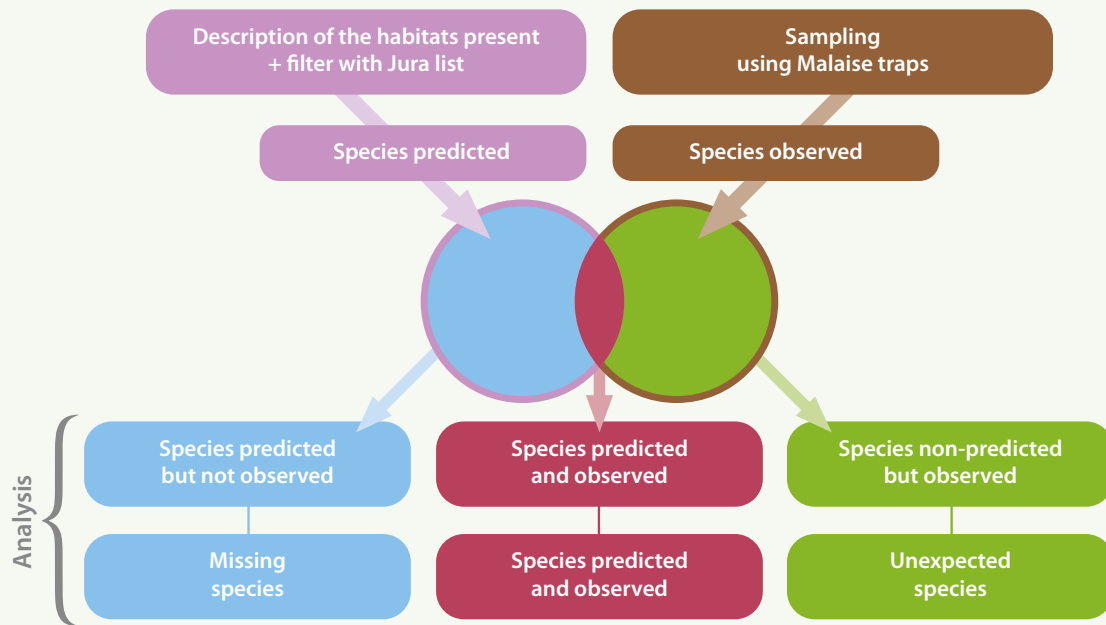 Description of the habitats present
+ filter with Jura list
Sampling
using Malaise traps
Species predicted
Species observed
Analysis
Species predicted
but not observed
Species predicted
and observed
Species non-predicted
but observed
Missing
species
Species predicted
and observed
Unexpected
species